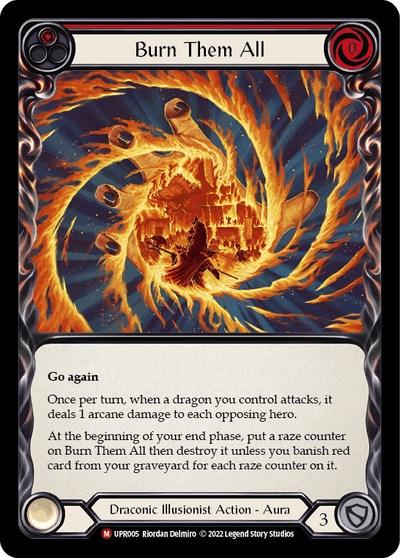 Burn Them All
0
Go again
Once per turn, when a dragon you control attacks, it
deals 1 arcane damage to each opposing hero.
At the beginning of your end phase, put a raze counter
on Burn Them All then destroy it unless you banish red
card from your graveyard for each raze counter on it.
Draconic Illusionist Action - Aura
3
M UPR005 Riordan Delmiro © 2022 Legend Story Studios